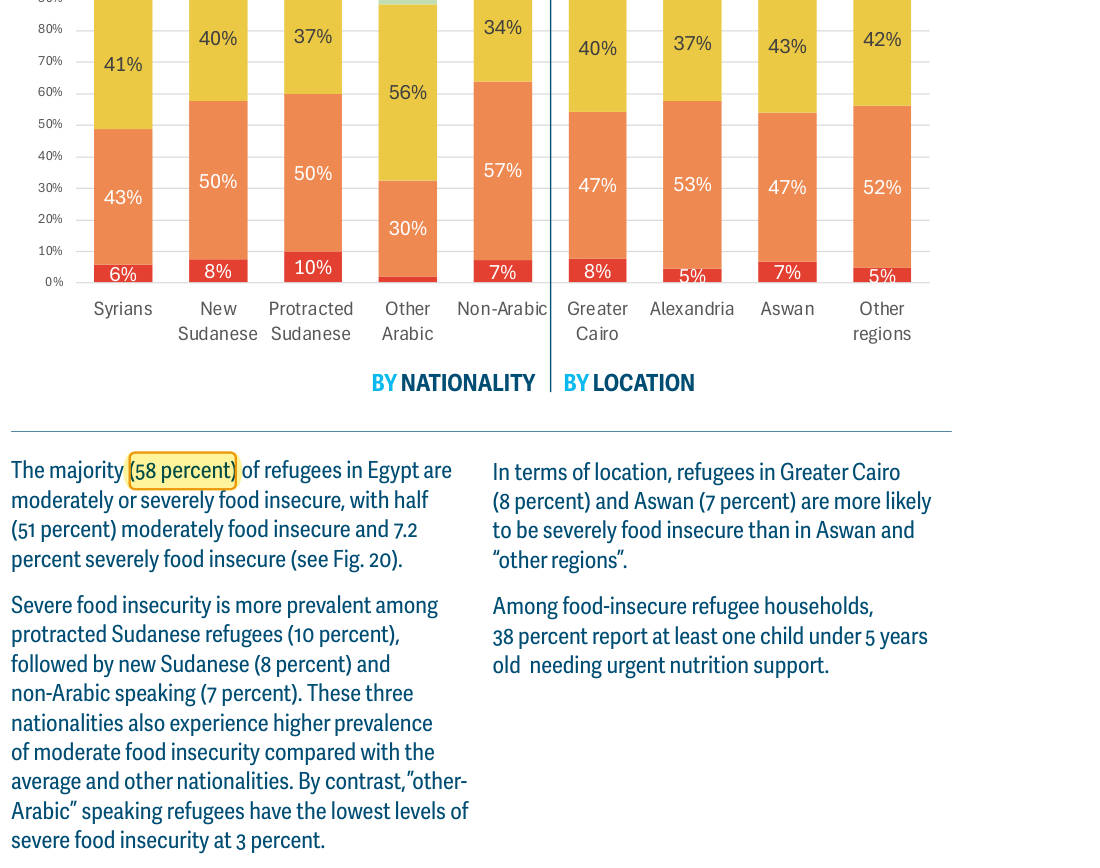 80%
70%
60%
50%
40%
30%
20%
10%
0%
41%
43%
6%
40%
50%
8%
37%
50%
10%
56%
30%
34%
57%
7%
40%
47%
8%
37%
53%
5%
43%
47%
7%
42%
52%
5%
Syrians
New
Sudanese
Protracted
Sudanese
Other
Arabic
Non-Arabic
Greater
Cairo
Alexandria
Aswan
Other
regions
BY NATIONALITY
BY LOCATION
The majority (58 percent) of refugees in Egypt are
moderately or severely food insecure, with half
(51 percent) moderately food insecure and 7.2
percent severely food insecure (see Fig. 20).
Severe food insecurity is more prevalent among
protracted Sudanese refugees (10 percent),
followed by new Sudanese (8 percent) and
non-Arabic speaking (7 percent). These three
nationalities also experience higher prevalence
of moderate food insecurity compared with the
average and other nationalities. By contrast,"other-
Arabic" speaking refugees have the lowest levels of
severe food insecurity at 3 percent.
In terms of location, refugees in Greater Cairo
(8 percent) and Aswan (7 percent) are more likely
to be severely food insecure than in Aswan and
"other regions".
Among food-insecure refugee households,
38 percent report at least one child under 5 years
old needing urgent nutrition support.